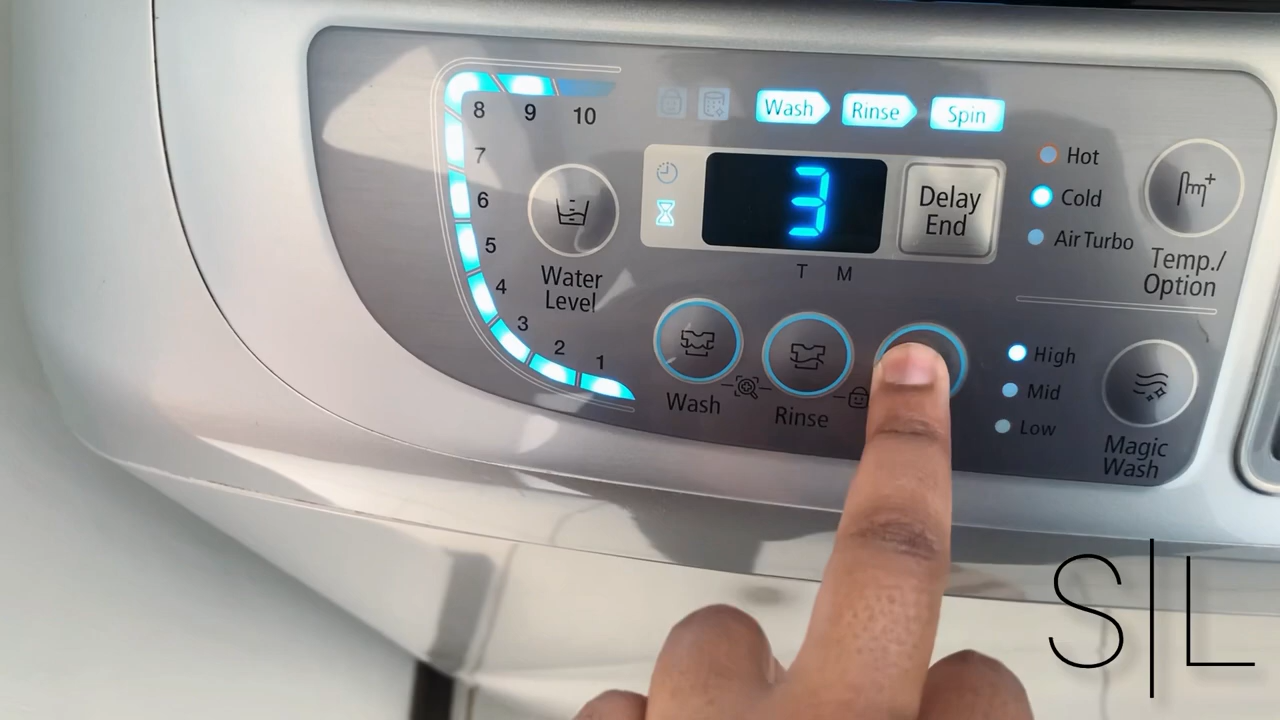 8
9
10
7
6
5
4
3
2
1
Water
Level
Wash
Rinse
Spin
3
Delay
End
T M
Wash
Rinse
Hot
Cold
Air Turbo
Temp./
Option
High
Mid
Low
Magic
Wash
S|L